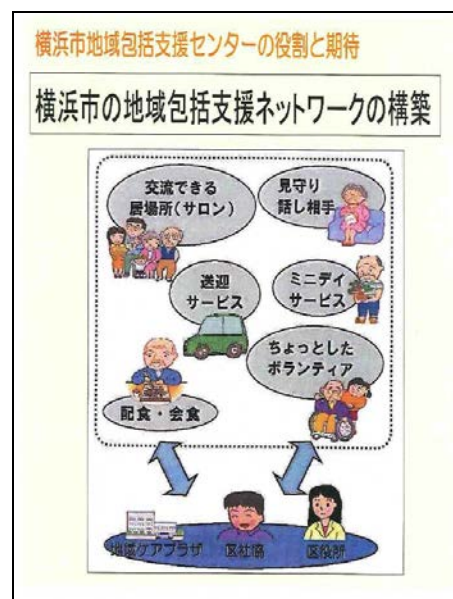 横浜市地域包括支援センターの役割と期待
横浜市の地域包括支援ネットワークの構築
交流できる
居場所(サロン)
見守り
話し相手
送迎
サービス
ミニデイ
サービス
ちょっとした
ボランティア
配食・会食
地域ケアプラザ
区社協
区役所